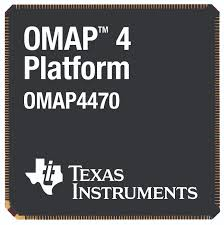 OMAP™ 4
Platform
OMAP4470
TEXAS
INSTRUMENTS